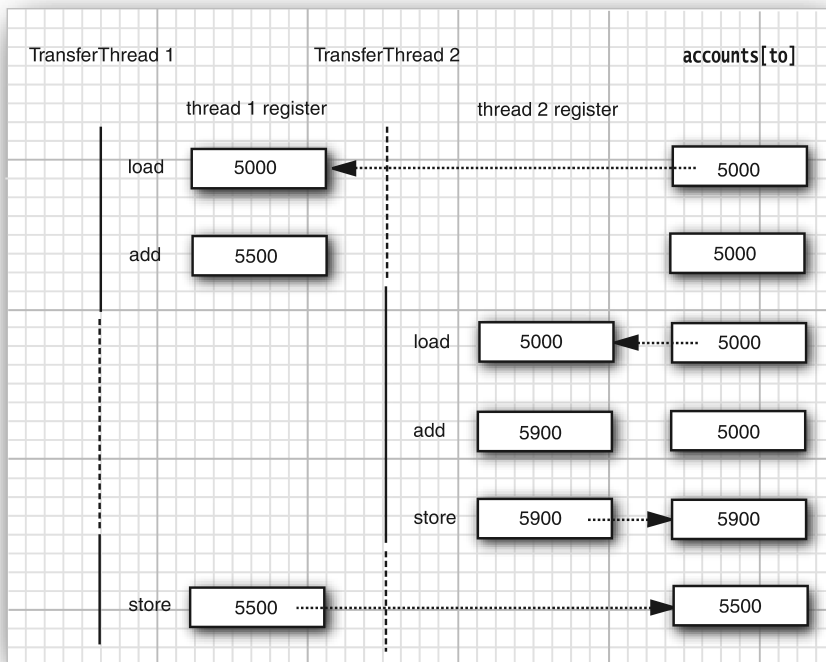 TransferThread 1 TransferThread 2 accounts[to]
thread 1 register thread 2 register
load 5000 5000
add 5500 5000
load 5000 5000
add 5900 5000
store 5900 5900
store 5500 5500